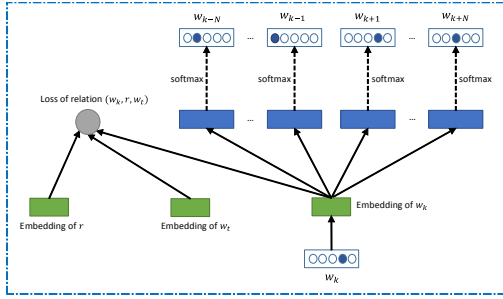 w_{k-N} w_{k-1} w_{k+1} w_{k+N}
... ...
softmax softmax softmax softmax
Loss of relation (w_k, r, w_t)
... ...
Embedding of r Embedding of w_t Embedding of w_k
w_k